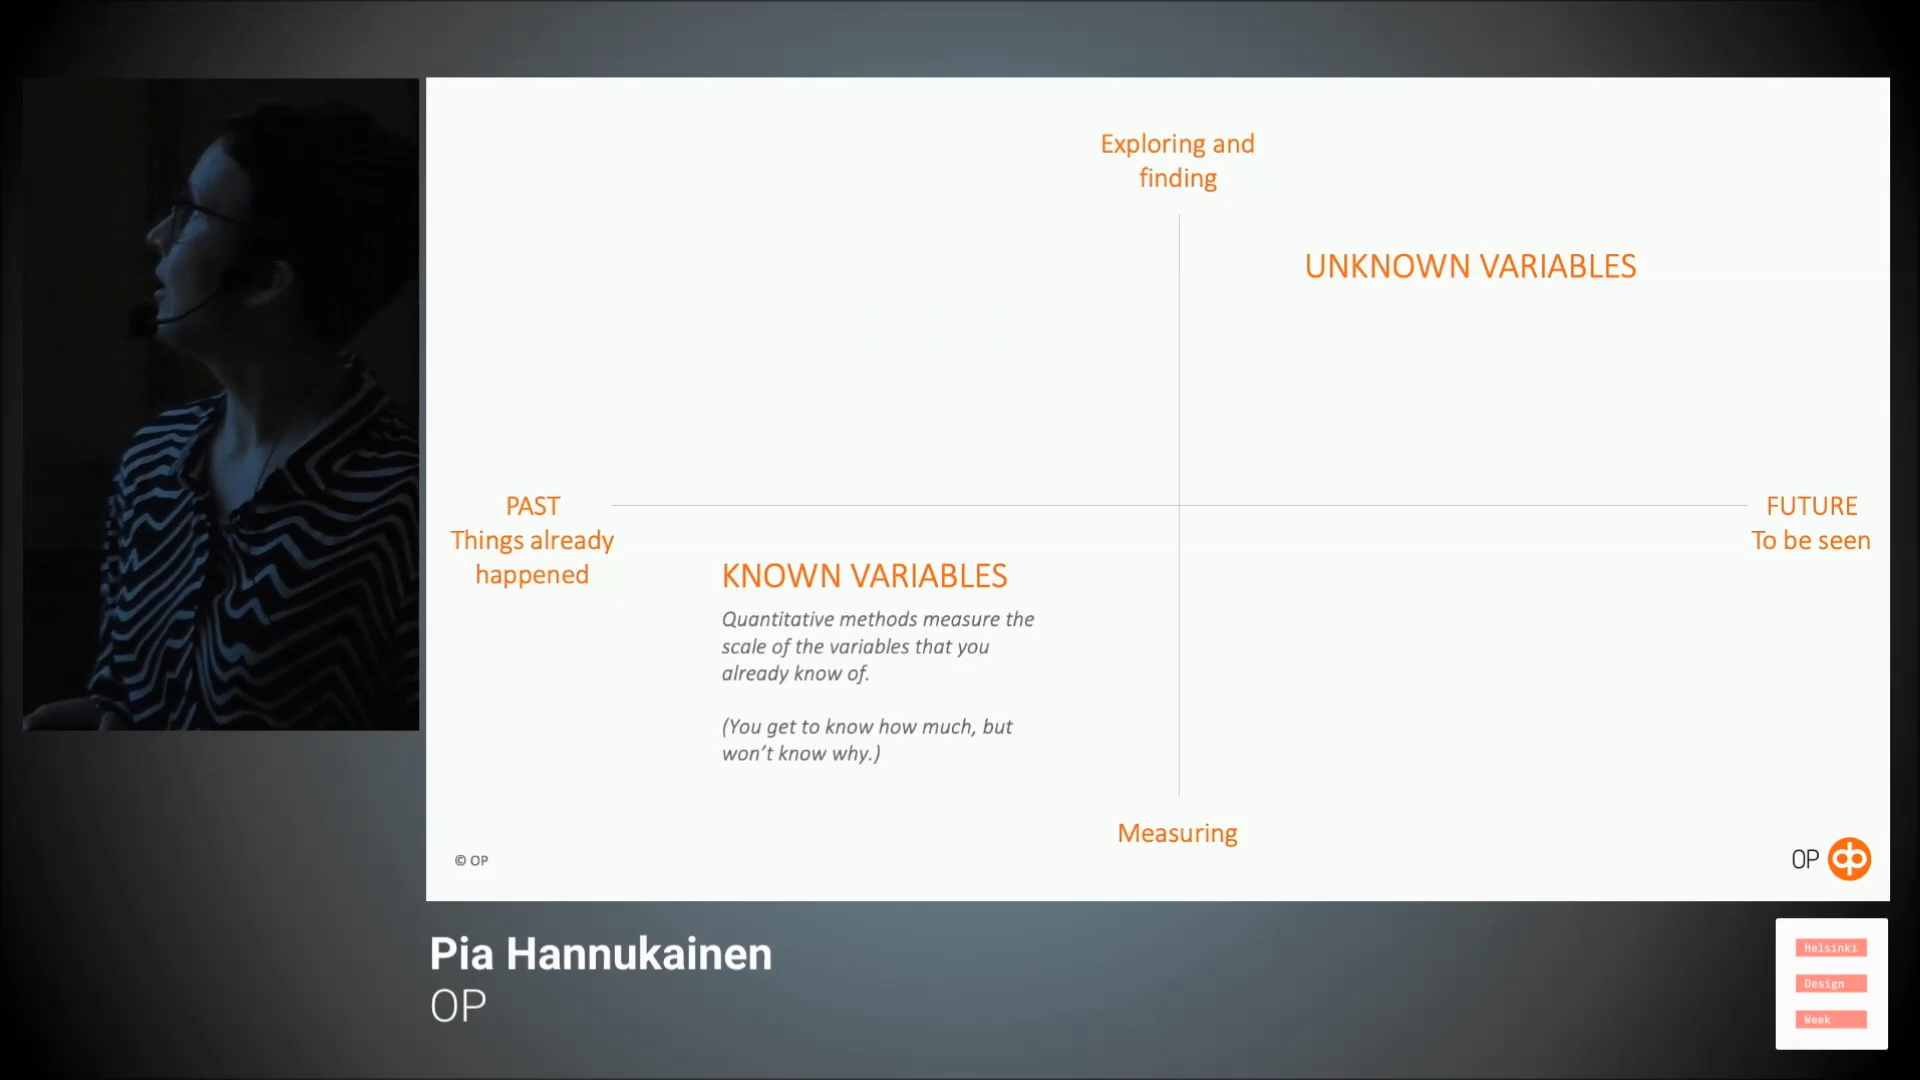 Exploring and
finding
UNKNOWN VARIABLES
PAST
Things already
happened
FUTURE
To be seen
KNOWN VARIABLES
Quantitative methods measure the
scale of the variables that you
already know of.
(You get to know how much, but
won’t know why.)
Measuring
© OP
OP
Pia Hannukainen
OP
Helsinki
Design
Week